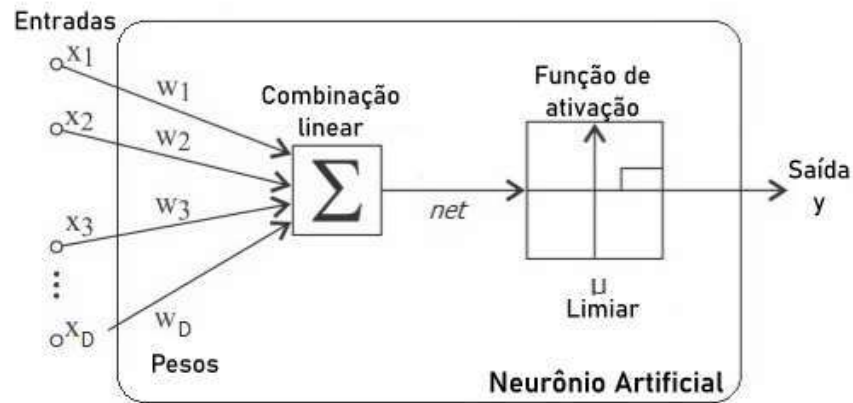 Entradas
x1
x2
x3
xD
w1
w2
w3
wD
Pesos
Combinação
linear
Σ
net
Função de
ativação
μ
Limiar
Saída
y
Neurônio Artificial